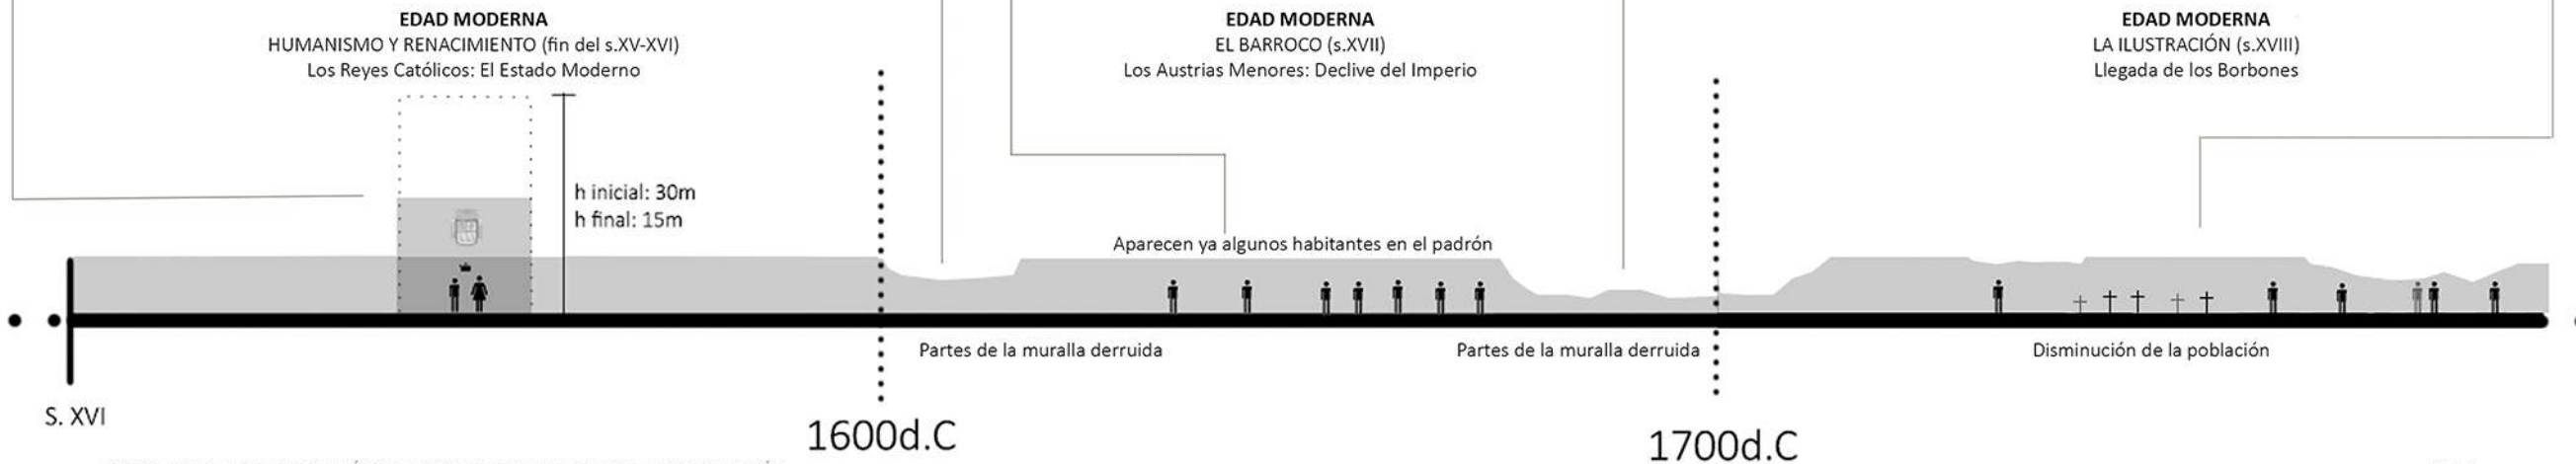 EDAD MODERNA
HUMANISMO Y RENACIMIENTO (fin del s.XV-XVI)
Los Reyes Católicos: El Estado Moderno
EDAD MODERNA
EL BARROCO (s.XVII)
Los Austrias Menores: Declive del Imperio
EDAD MODERNA
LA ILUSTRACIÓN (s.XVIII)
Llegada de los Borbones
h inicial: 30m
h final: 15m
Aparecen ya algunos habitantes en el padrón
Partes de la muralla derruida
Partes de la muralla derruida
Disminución de la población
S. XVI
1600d.C
1700d.C